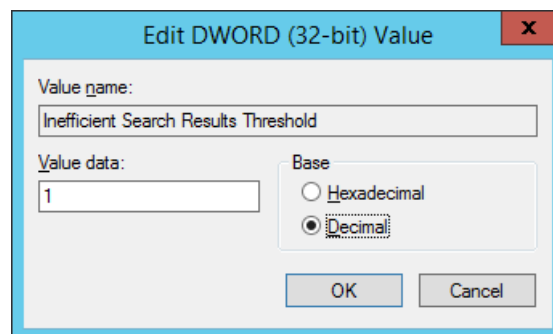 Edit DWORD (32-bit) Value
x
Value name:
Inefficient Search Results Threshold
Value data:
1
Base
Hexadecimal
Decimal
OK
Cancel